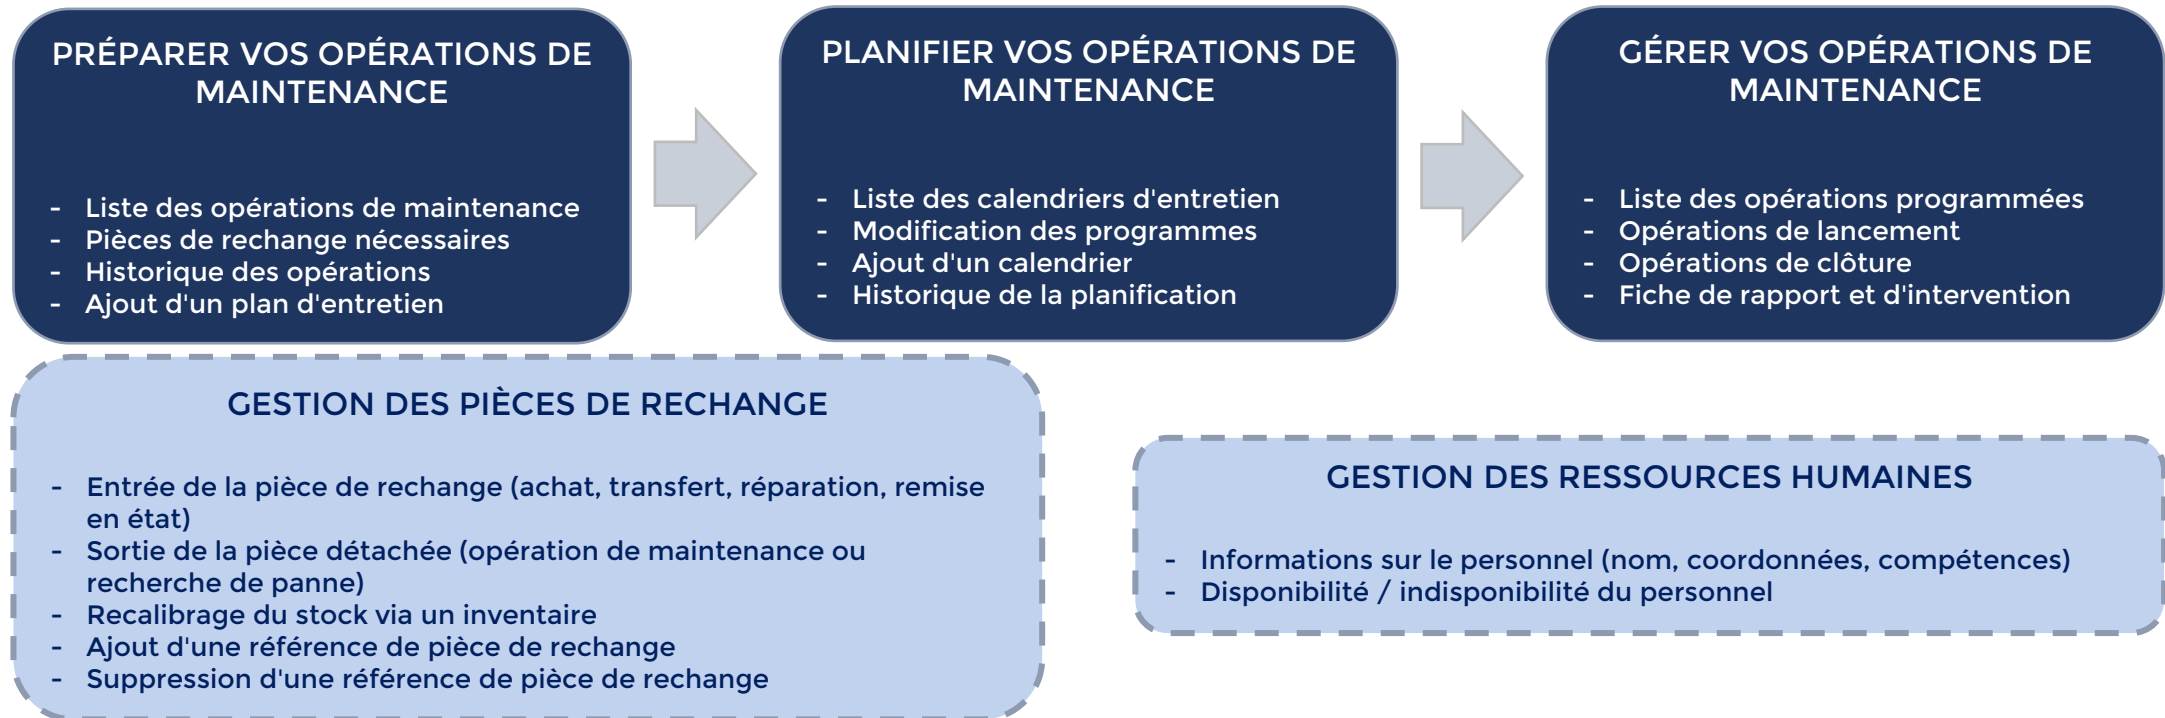 PRÉPARER VOS OPÉRATIONS DE
MAINTENANCE
- Liste des opérations de maintenance
- Pièces de rechange nécessaires
- Historique des opérations
- Ajout d'un plan d'entretien
PLANIFIER VOS OPÉRATIONS DE
MAINTENANCE
- Liste des calendriers d'entretien
- Modification des programmes
- Ajout d'un calendrier
- Historique de la planification
GÉRER VOS OPÉRATIONS DE
MAINTENANCE
- Liste des opérations programmées
- Opérations de lancement
- Opérations de clôture
- Fiche de rapport et d'intervention
GESTION DES PIÈCES DE RECHANGE
- Entrée de la pièce de rechange (achat, transfert, réparation, remise
en état)
- Sortie de la pièce détachée (opération de maintenance ou
recherche de panne)
- Recalibrage du stock via un inventaire
- Ajout d'une référence de pièce de rechange
- Suppression d'une référence de pièce de rechange
GESTION DES RESSOURCES HUMAINES
- Informations sur le personnel (nom, coordonnées, compétences)
- Disponibilité / indisponibilité du personnel